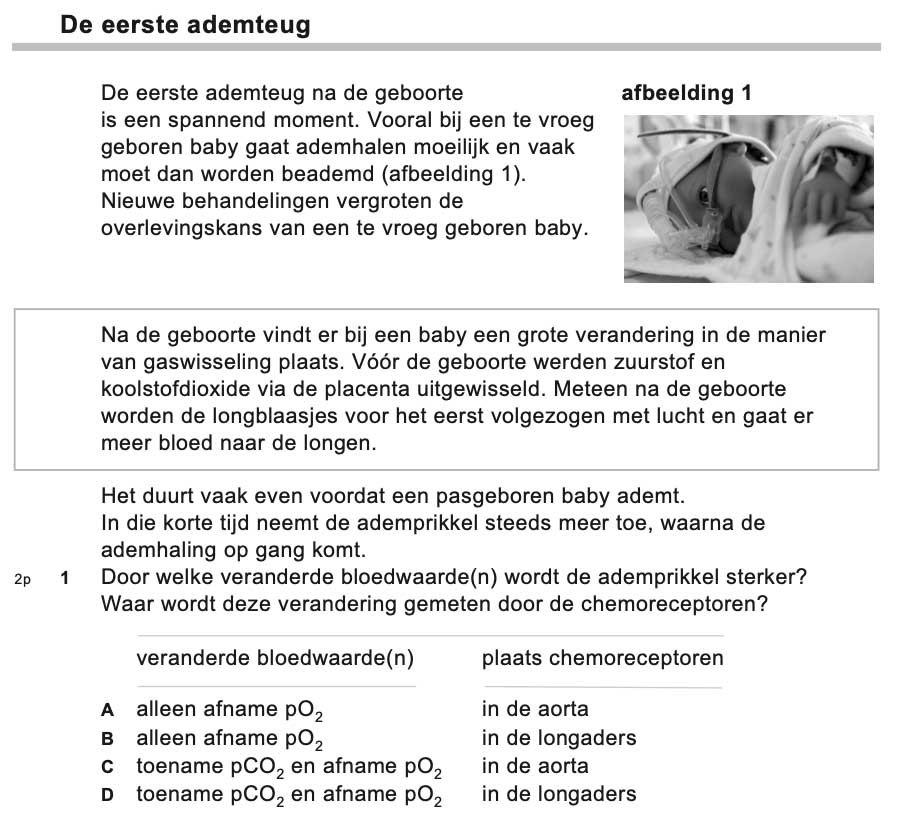 De eerste ademteug
De eerste ademteug na de geboorte
is een spannend moment. Vooral bij een te vroeg
geboren baby gaat ademhalen moeilijk en vaak
moet dan worden beademd (afbeelding 1).
Nieuwe behandelingen vergroten de
overlevingskans van een te vroeg geboren baby.
afbeelding 1
Na de geboorte vindt er bij een baby een grote verandering in de manier
van gaswisseling plaats. Vóór de geboorte werden zuurstof en
koolstofdioxide via de placenta uitgewisseld. Meteen na de geboorte
worden de longblaasjes voor het eerst volgezogen met lucht en gaat er
meer bloed naar de longen.
Het duurt vaak even voordat een pasgeboren baby ademt.
In die korte tijd neemt de ademprikkel steeds meer toe, waarna de
ademhaling op gang komt.
2p 1 Door welke veranderde bloedwaarde(n) wordt de ademprikkel sterker?
Waar wordt deze verandering gemeten door de chemoreceptoren?
veranderde bloedwaarde(n) plaats chemoreceptoren
A alleen afname pO₂ in de aorta
B alleen afname pO₂ in de longaders
C toename pCO₂ en afname pO₂ in de aorta
D toename pCO₂ en afname pO₂ in de longaders